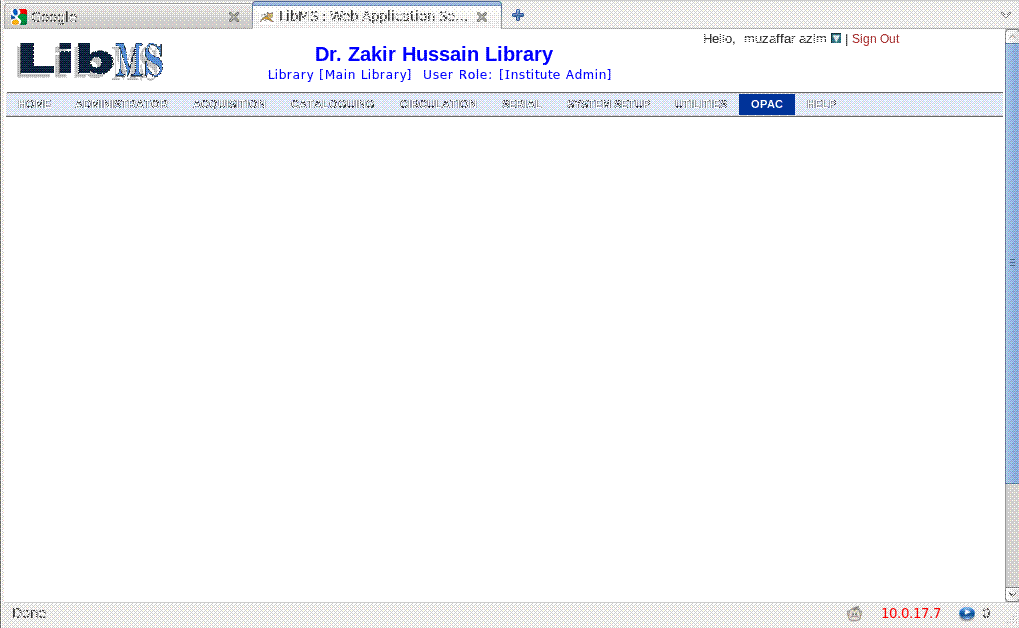 Google
LibMS : Web Application So...
LibMS
Hello, muzaffar azim | Sign Out
Dr. Zakir Hussain Library
Library [Main Library] User Role: [Institute Admin]
HOME ADMINISTRATOR ACQUISITION CATALOGUING CIRCULATION SERIAL SYSTEM SETUP UTILITIES OPAC HELP
Done 10.0.17.7 0